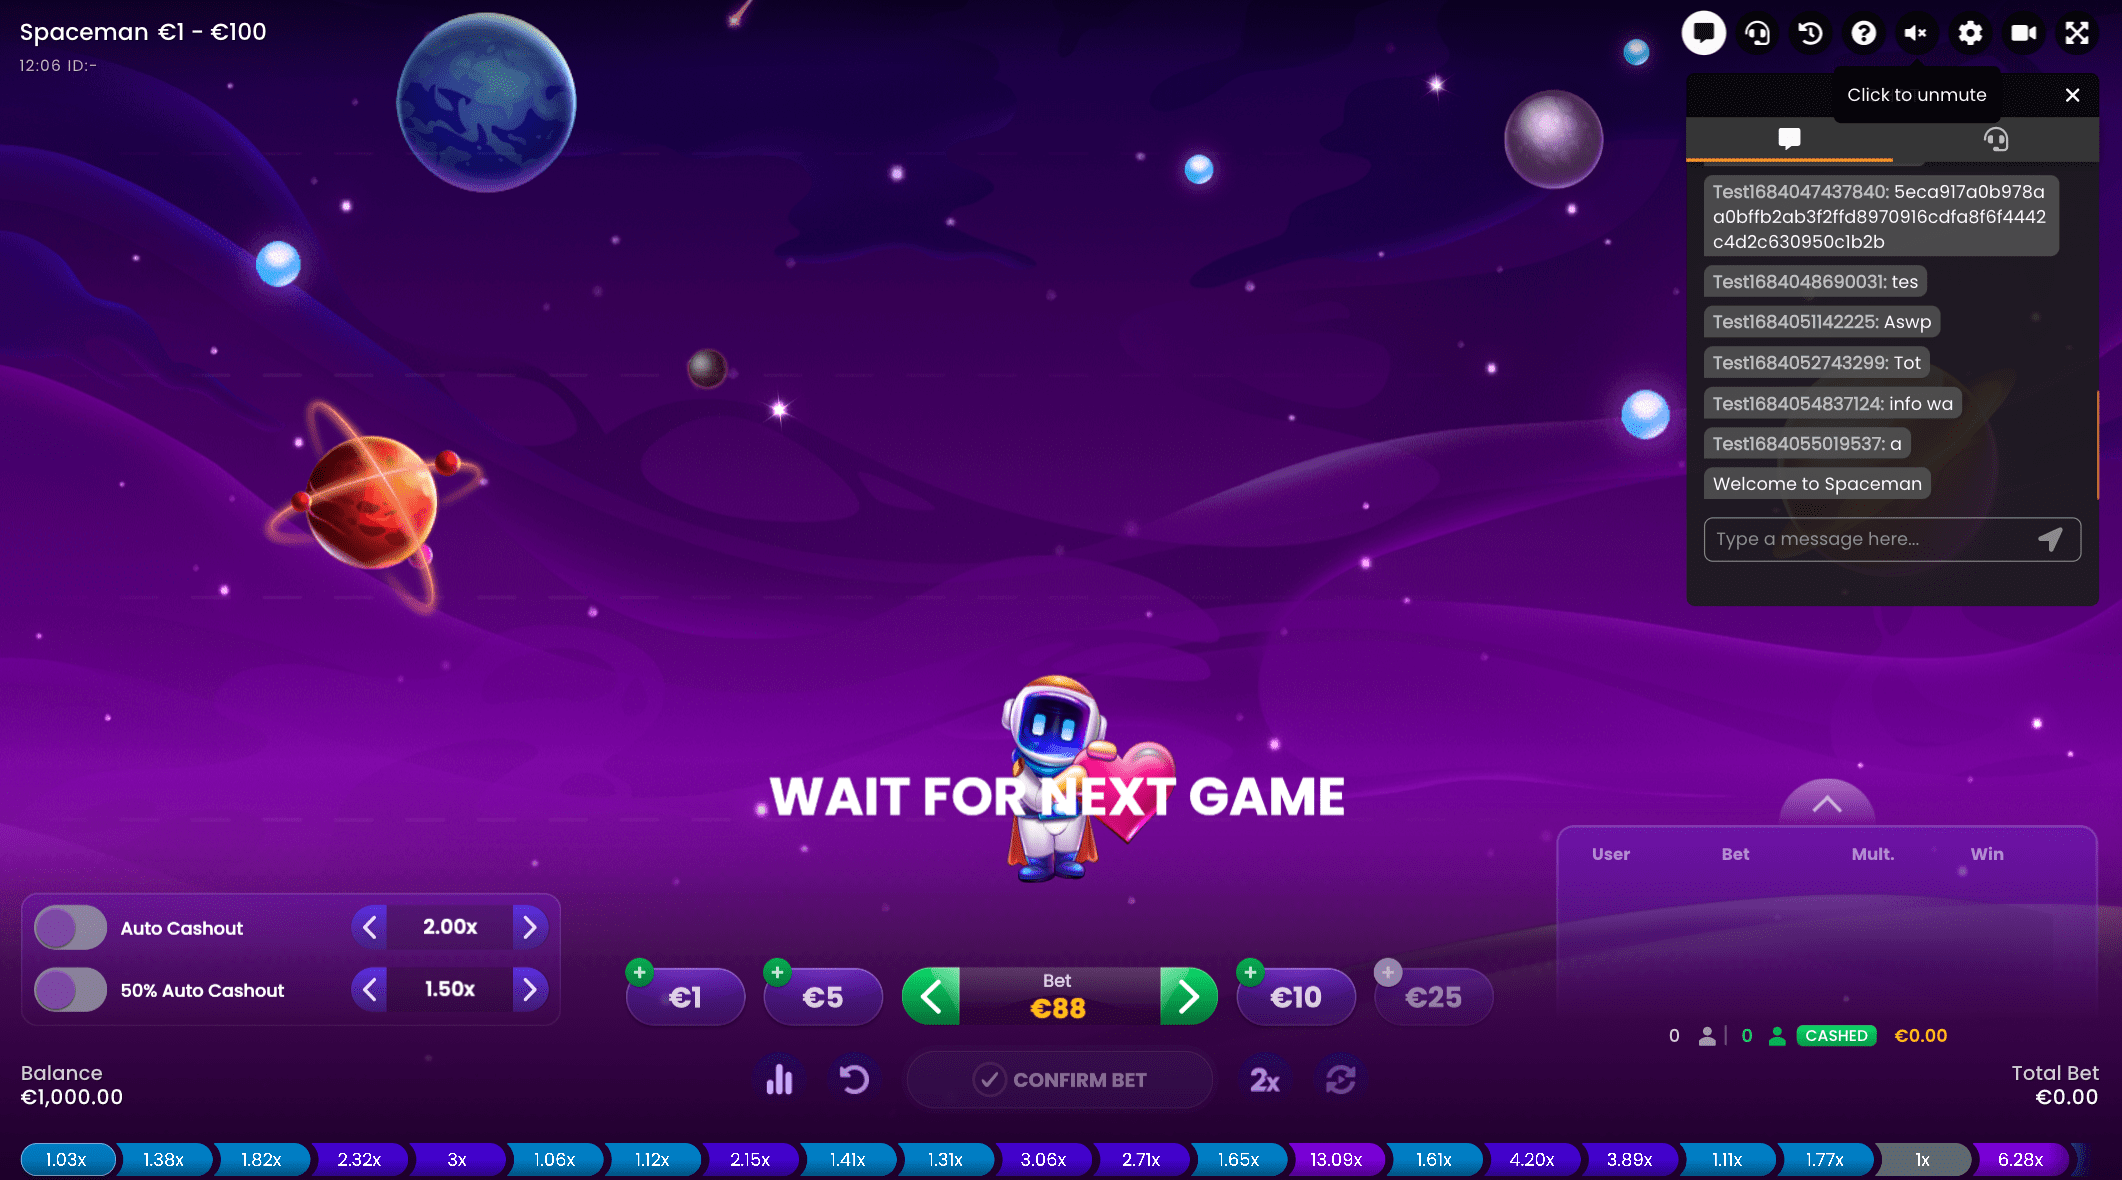 Spaceman €1 - €100
12:06 ID:-
Click to unmute
Test1684047437840: 5eca917a0b978a
a0bffb2ab3f2ffd8970916cdfa8f6f4442
c4d2c630950c1b2b
Test1684048690031: tes
Test1684051142225: Aswp
Test1684052743299: Tot
Test1684054837124: info wa
Test1684055019537: a
Welcome to Spaceman
Type a message here...
WAIT FOR NEXT GAME
User Bet Mult. Win
Auto Cashout 2.00x
50% Auto Cashout 1.50x
€1
€5
Bet
€88
€10
€25
0 0 CASHED €0.00
Balance
€1,000.00
CONFIRM BET
2x
Total Bet
€0.00
1.03x 1.38x 1.82x 2.32x 3x 1.06x 1.12x 2.15x 1.41x 1.31x 3.06x 2.71x 1.65x 13.09x 1.61x 4.20x 3.89x 1.11x 1.77x 1x 6.28x